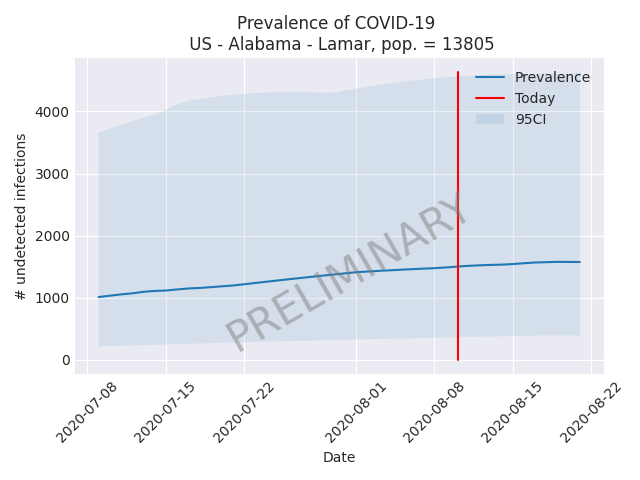 Prevalence of COVID-19
US - Alabama - Lamar, pop. = 13805
Prevalence
Today
95CI
# undetected infections
4000
3000
2000
1000
0
PRELIMINARY
2020-07-08
2020-07-15
2020-07-22
2020-08-01
2020-08-08
2020-08-15
2020-08-22
Date